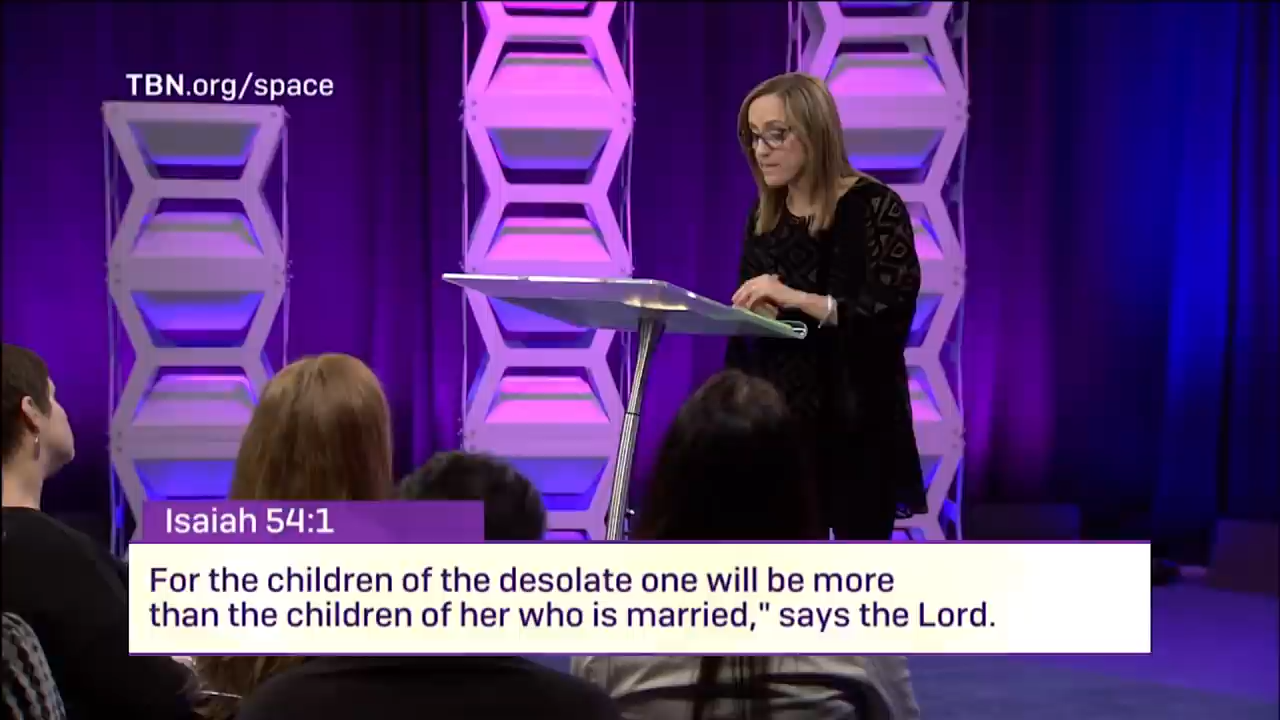 TBN.org/space
Isaiah 54:1
For the children of the desolate one will be more
than the children of her who is married," says the Lord.